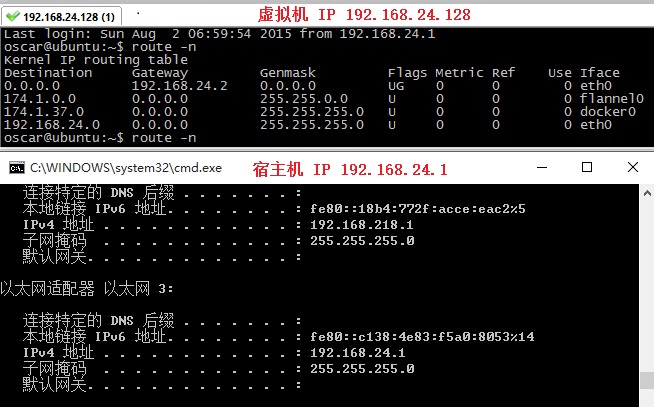 192.168.24.128 (1)
虚拟机 IP 192.168.24.128
Last login: Sun Aug  2 06:59:54 2015 from 192.168.24.1
oscar@ubuntu:~$ route -n
Kernel IP routing table
Destination     Gateway         Genmask         Flags Metric Ref    Use Iface
0.0.0.0         192.168.24.2    0.0.0.0         UG    0      0        0 eth0
174.1.0.0       0.0.0.0         255.255.0.0     U     0      0        0 flannel0
174.1.37.0      0.0.0.0         255.255.255.0   U     0      0        0 docker0
192.168.24.0    0.0.0.0         255.255.255.0   U     0      0        0 eth0
oscar@ubuntu:~$ route -n
C:\WINDOWS\system32\cmd.exe
宿主机 IP 192.168.24.1
连接特定的 DNS 后缀 . . . . . . . :
本地链接 IPv6 地址. . . . . . . . : fe80::18b4:772f:acce:eac2%5
IPv4 地址 . . . . . . . . . . . . : 192.168.218.1
子网掩码  . . . . . . . . . . . . : 255.255.255.0
默认网关. . . . . . . . . . . . . :
以太网适配器 以太网 3:
连接特定的 DNS 后缀 . . . . . . . :
本地链接 IPv6 地址. . . . . . . . : fe80::c138:4e83:f5a0:8053%14
IPv4 地址 . . . . . . . . . . . . : 192.168.24.1
子网掩码  . . . . . . . . . . . . : 255.255.255.0
默认网关. . . . . . . . . . . . . :